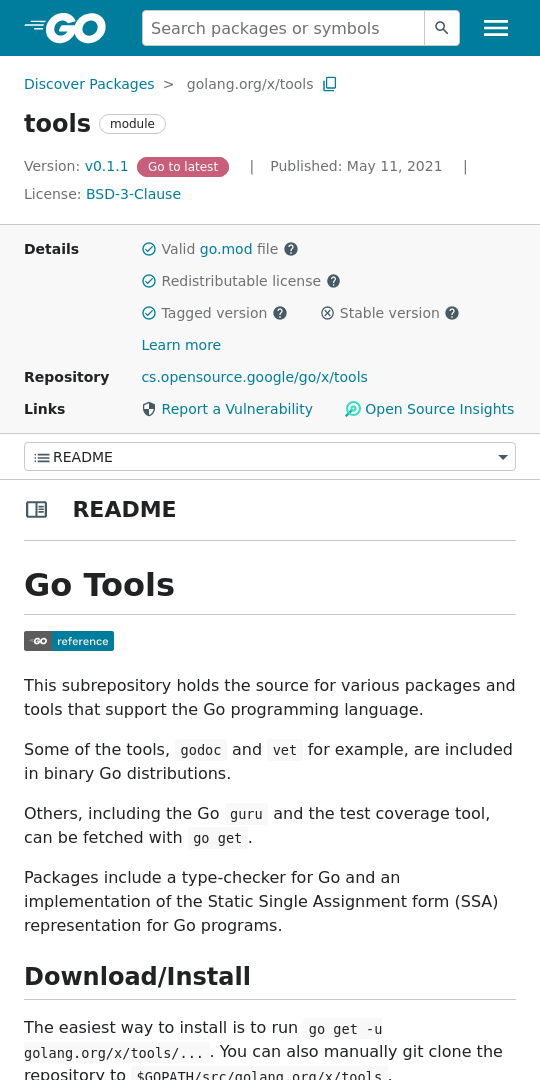 GO
Search packages or symbols
Discover Packages > golang.org/x/tools
tools module
Version: v0.1.1 Go to latest | Published: May 11, 2021 |
License: BSD-3-Clause
Details
Valid go.mod file
Redistributable license
Tagged version
Stable version
Learn more
Repository
cs.opensource.google/go/x/tools
Links
Report a Vulnerability
Open Source Insights
README
README
Go Tools
GO reference
This subrepository holds the source for various packages and
tools that support the Go programming language.
Some of the tools, godoc and vet for example, are included
in binary Go distributions.
Others, including the Go guru and the test coverage tool,
can be fetched with go get.
Packages include a type-checker for Go and an
implementation of the Static Single Assignment form (SSA)
representation for Go programs.
Download/Install
The easiest way to install is to run go get -u
golang.org/x/tools/.... You can also manually git clone the
repository to $GOPATH/src/golang.org/x/tools.